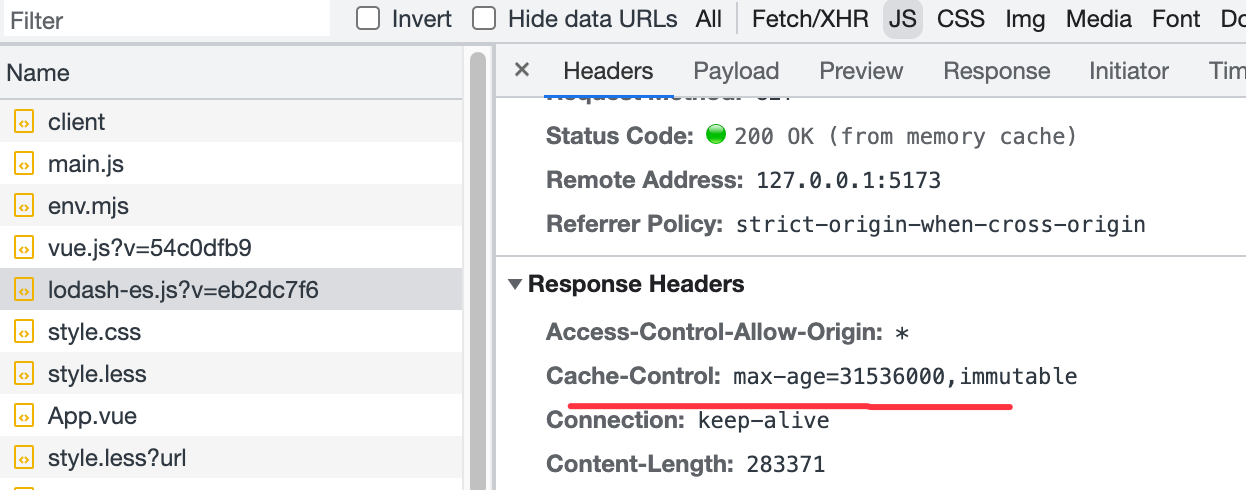 Filter Invert Hide data URLs All Fetch/XHR JS CSS Img Media Font
Name
client
main.js
env.mjs
vue.js?v=54c0dfb9
lodash-es.js?v=eb2dc7f6
style.css
style.less
App.vue
style.less?url
× Headers Payload Preview Response Initiator Tim
Request Method: GET
Status Code: 200 OK (from memory cache)
Remote Address: 127.0.0.1:5173
Referrer Policy: strict-origin-when-cross-origin
Response Headers
Access-Control-Allow-Origin: *
Cache-Control: max-age=31536000,immutable
Connection: keep-alive
Content-Length: 283371